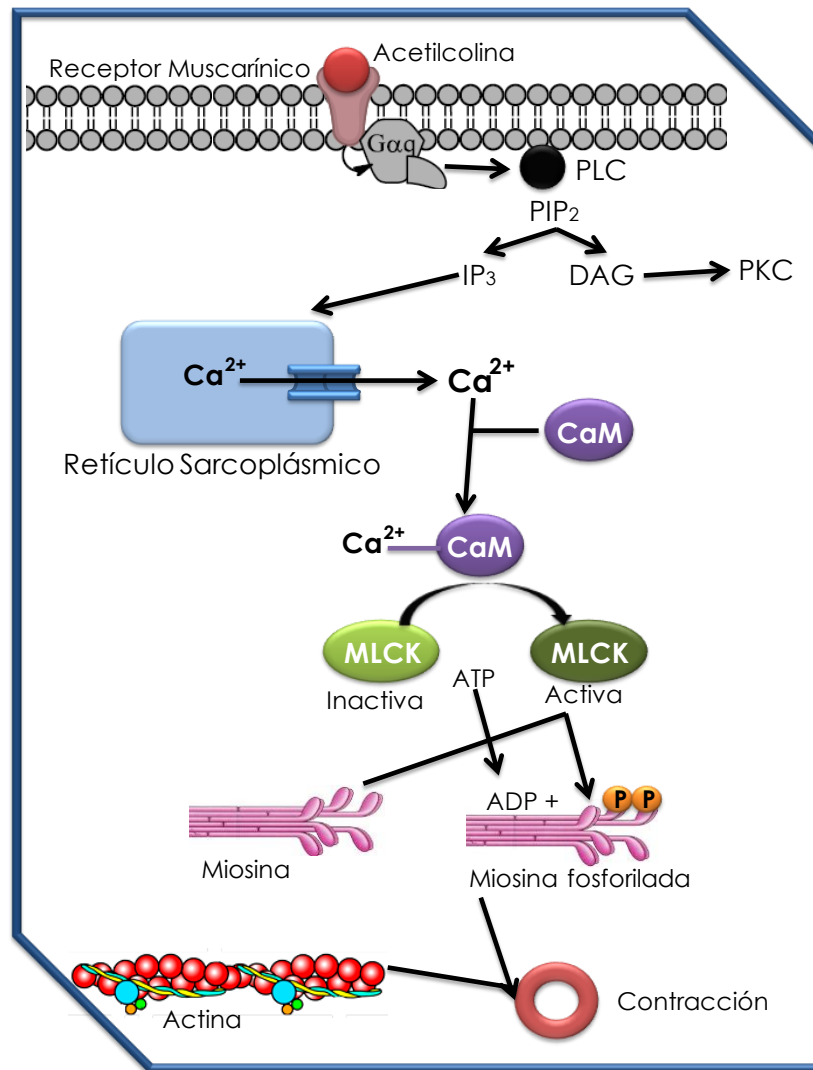 Acetilcolina
Receptor Muscarínico
Gαq
PLC
PIP2
IP3
DAG
PKC
Ca2+
Ca2+
CaM
Retículo Sarcoplásmico
Ca2+
CaM
MLCK
MLCK
ATP
Inactiva
Activa
ADP +
P
P
Miosina
Miosina fosforilada
Contracción
Actina